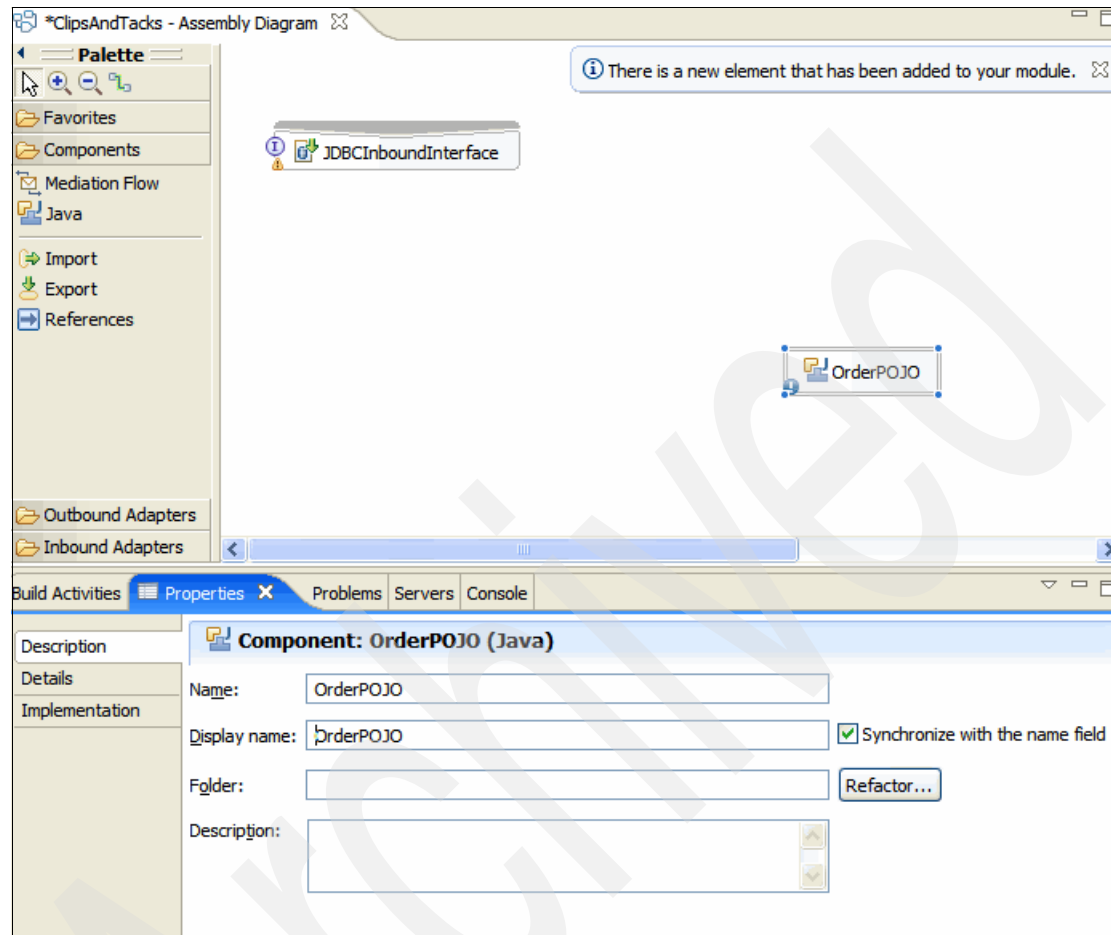 *ClipsAndTacks - Assembly Diagram
Palette
There is a new element that has been added to your module.
Favorites
Components
JDBCInboundInterface
Mediation Flow
Java
Import
Export
References
OrderPOJO
Outbound Adapters
Inbound Adapters
Build Activities Properties Problems Servers Console
Description
Component: OrderPOJO (Java)
Details
Name: OrderPOJO
Implementation
Display name: OrderPOJO Synchronize with the name field
Folder: Refactor...
Description:
Archived